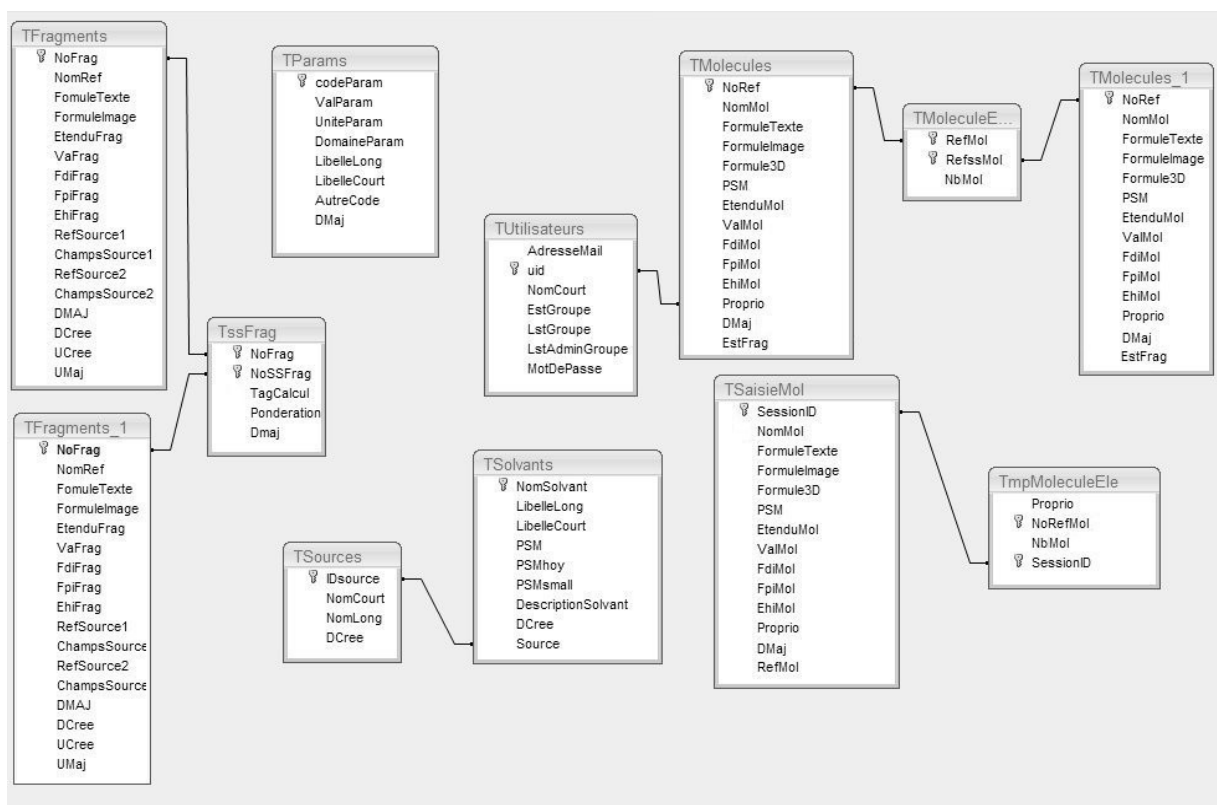 TFragments
NoFrag
NomRef
FomuleTexte
FormuleImage
EtenduFrag
VaFrag
FdiFrag
FpiFrag
EhiFrag
RefSource1
ChampsSource1
RefSource2
ChampsSource2
DMAJ
DCree
UCree
UMaj
TParams
codeParam
ValParam
UniteParam
DomaineParam
LibelleLong
LibelleCourt
AutreCode
DMaj
TMolecules
NoRef
NomMol
FormuleTexte
FormuleImage
Formule3D
PSM
EtenduMol
ValMol
FdiMol
FpiMol
EhiMol
Proprio
DMaj
EstFrag
TMoleculeE...
RefMol
RefssMol
NbMol
TMolecules_1
NoRef
NomMol
FormuleTexte
FormuleImage
Formule3D
PSM
EtenduMol
ValMol
FdiMol
FpiMol
EhiMol
Proprio
DMaj
EstFrag
TUtilisateurs
AdresseMail
uid
NomCourt
EstGroupe
LstGroupe
LstAdminGroupe
MotDePasse
TssFrag
NoFrag
NoSSFrag
TagCalcul
Ponderation
Dmaj
TFragments_1
NoFrag
NomRef
FomuleTexte
FormuleImage
EtenduFrag
VaFrag
FdiFrag
FpiFrag
EhiFrag
RefSource1
ChampsSource
RefSource2
ChampsSource
DMAJ
DCree
UCree
UMaj
TSources
IDsource
NomCourt
NomLong
DCree
TSolvants
NomSolvant
LibelleLong
LibelleCourt
PSM
PSMhoy
PSMsmall
DescriptionSolvant
DCree
Source
TSaisieMol
SessionID
NomMol
FormuleTexte
FormuleImage
Formule3D
PSM
EtenduMol
ValMol
FdiMol
FpiMol
EhiMol
Proprio
DMaj
RefMol
TmpMoleculeEle
Proprio
NoRefMol
NbMol
SessionID